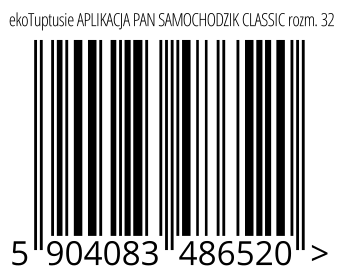 ekoTuptusie APLIKACJA PAN SAMOCHODZIK CLASSIC rozm. 32
5 904083 486520 >